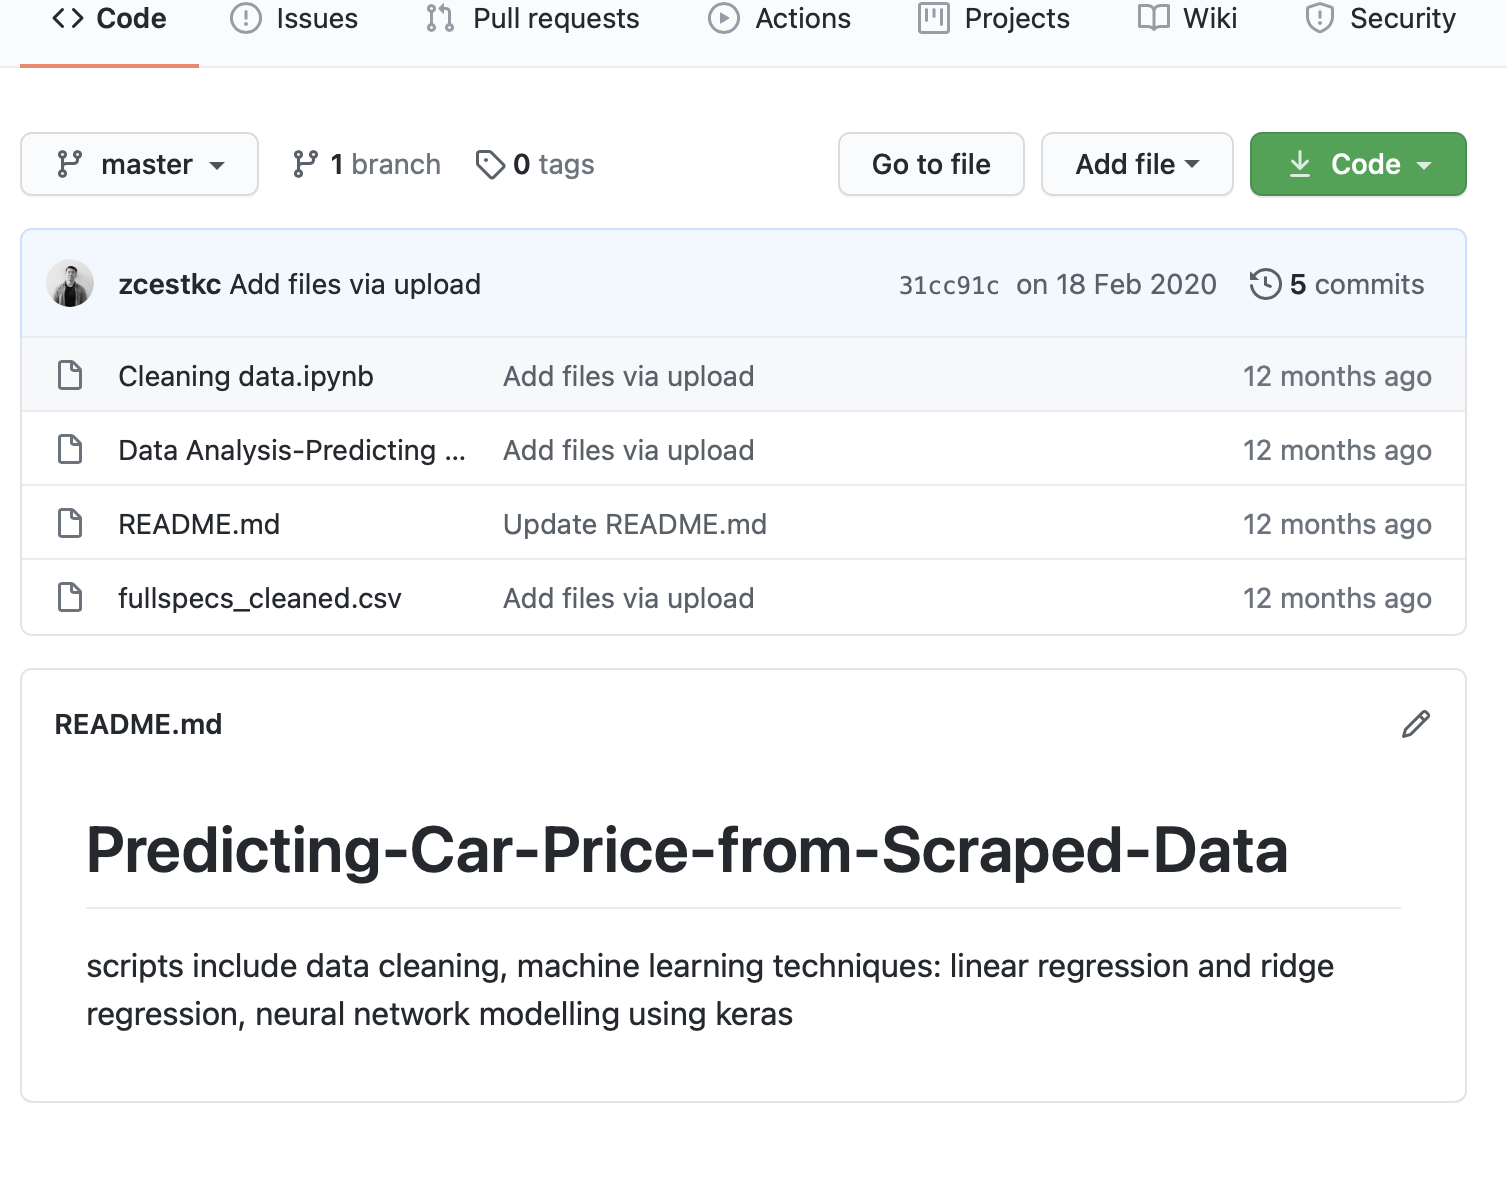 Code Issues Pull requests Actions Projects Wiki Security
master 1 branch 0 tags Go to file Add file Code
zcestkc Add files via upload 31cc91c on 18 Feb 2020 5 commits
Cleaning data.ipynb Add files via upload 12 months ago
Data Analysis-Predicting ... Add files via upload 12 months ago
README.md Update README.md 12 months ago
fullspecs_cleaned.csv Add files via upload 12 months ago
README.md
Predicting-Car-Price-from-Scraped-Data
scripts include data cleaning, machine learning techniques: linear regression and ridge
regression, neural network modelling using keras